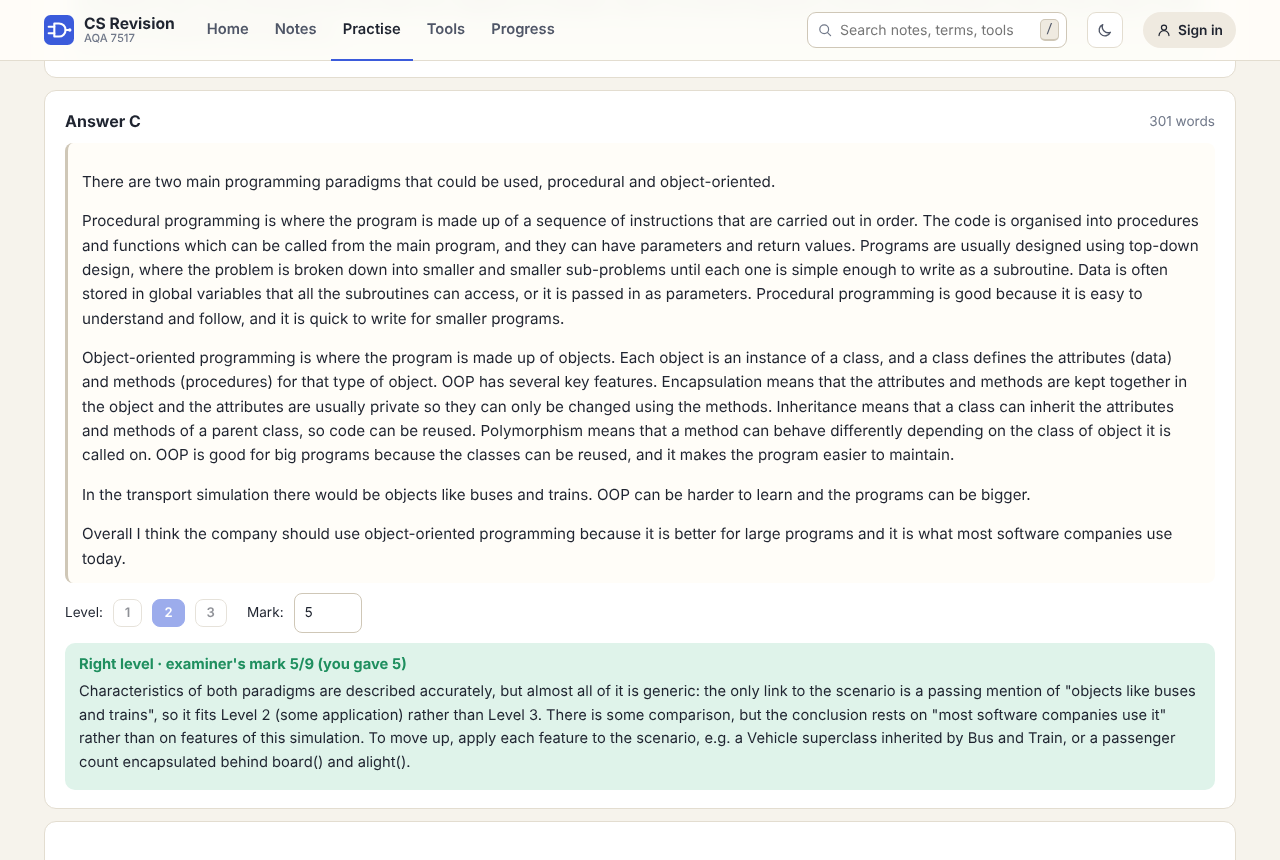 CS Revision
AQA 7517
Home Notes Practise Tools Progress
Search notes, terms, tools /
Sign in
Answer C
301 words
There are two main programming paradigms that could be used, procedural and object-oriented.
Procedural programming is where the program is made up of a sequence of instructions that are carried out in order. The code is organised into procedures
and functions which can be called from the main program, and they can have parameters and return values. Programs are usually designed using top-down
design, where the problem is broken down into smaller and smaller sub-problems until each one is simple enough to write as a subroutine. Data is often
stored in global variables that all the subroutines can access, or it is passed in as parameters. Procedural programming is good because it is easy to
understand and follow, and it is quick to write for smaller programs.
Object-oriented programming is where the program is made up of objects. Each object is an instance of a class, and a class defines the attributes (data)
and methods (procedures) for that type of object. OOP has several key features. Encapsulation means that the attributes and methods are kept together in
the object and the attributes are usually private so they can only be changed using the methods. Inheritance means that a class can inherit the attributes
and methods of a parent class, so code can be reused. Polymorphism means that a method can behave differently depending on the class of object it is
called on. OOP is good for big programs because the classes can be reused, and it makes the program easier to maintain.
In the transport simulation there would be objects like buses and trains. OOP can be harder to learn and the programs can be bigger.
Overall I think the company should use object-oriented programming because it is better for large programs and it is what most software companies use
today.
Level: 1 2 3 Mark: 5
Right level · examiner's mark 5/9 (you gave 5)
Characteristics of both paradigms are described accurately, but almost all of it is generic: the only link to the scenario is a passing mention of "objects like buses
and trains", so it fits Level 2 (some application) rather than Level 3. There is some comparison, but the conclusion rests on "most software companies use it"
rather than on features of this simulation. To move up, apply each feature to the scenario, e.g. a Vehicle superclass inherited by Bus and Train, or a passenger
count encapsulated behind board() and alight().